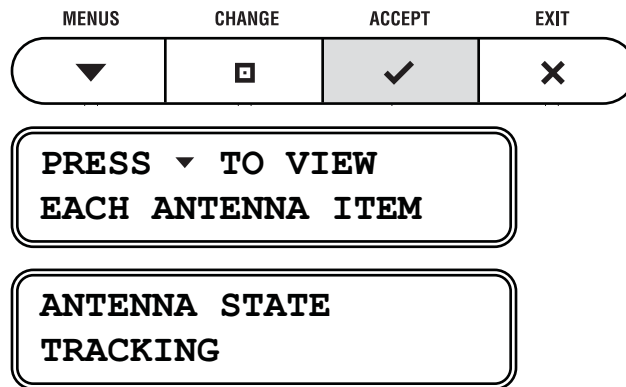 MENUS CHANGE ACCEPT EXIT
PRESS ▼ TO VIEW
EACH ANTENNA ITEM
ANTENNA STATE
TRACKING